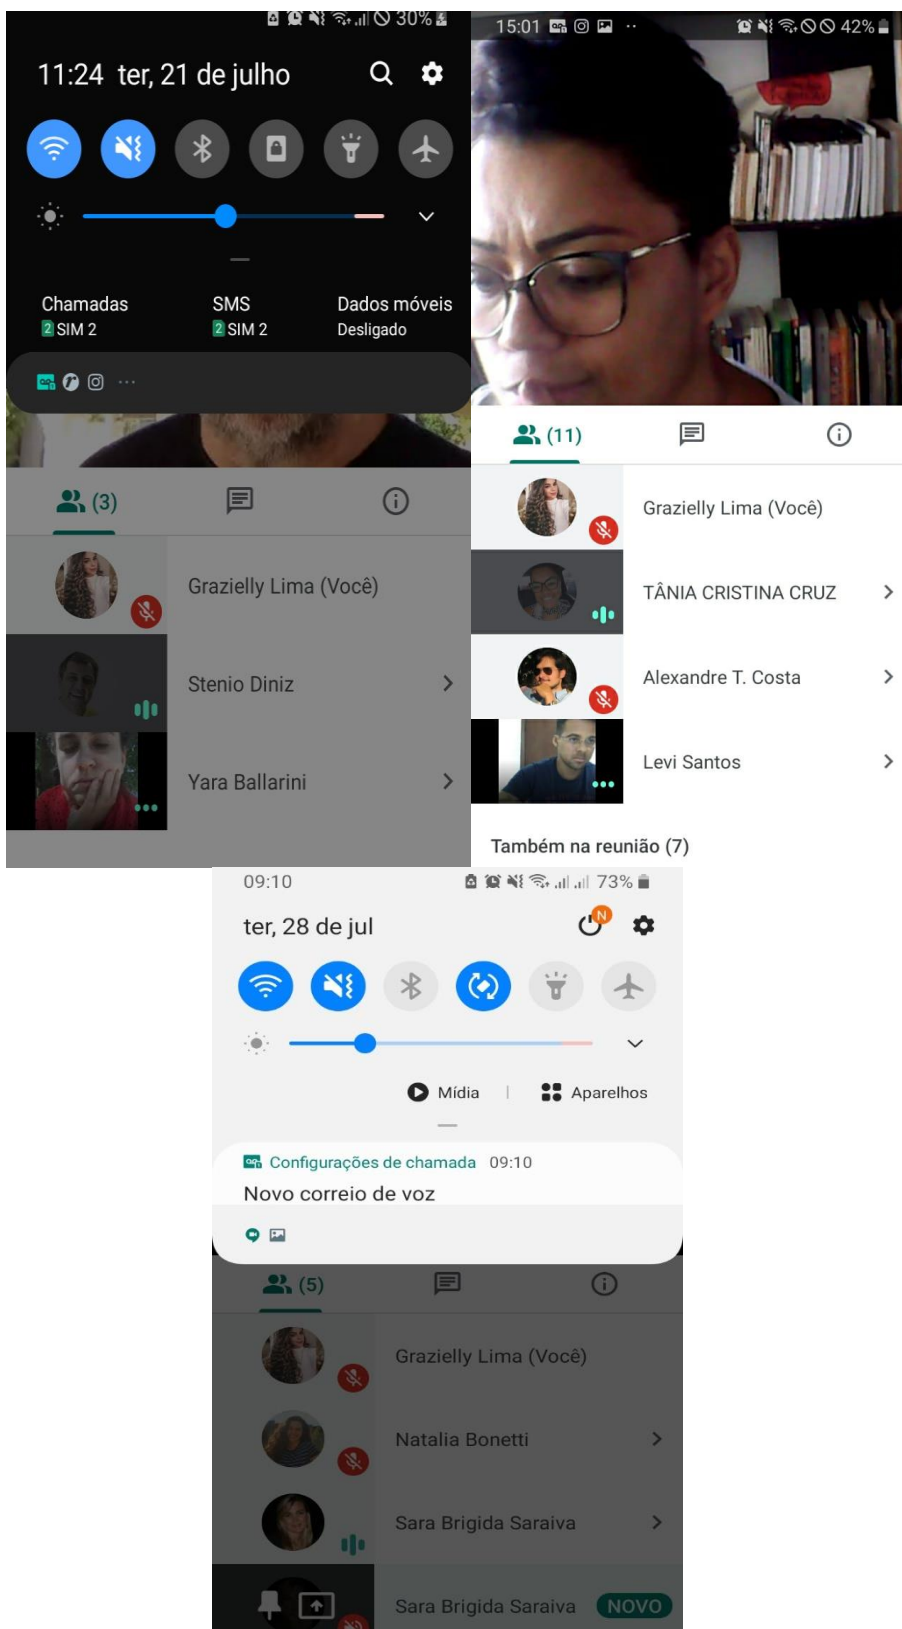 30%
11:24 ter, 21 de julho
Chamadas
SMS
Dados móveis
2 SIM 2
2 SIM 2
Desligado
(3)
Grazielly Lima (Você)
Stenio Diniz
Yara Ballarini
15:01
42%
(11)
Grazielly Lima (Você)
TÂNIA CRISTINA CRUZ
Alexandre T. Costa
Levi Santos
Também na reunião (7)
09:10
73%
ter, 28 de jul
N
Mídia
Aparelhos
Configurações de chamada 09:10
Novo correio de voz
(5)
Grazielly Lima (Você)
Natalia Bonetti
Sara Brigida Saraiva
Sara Brigida Saraiva NOVO